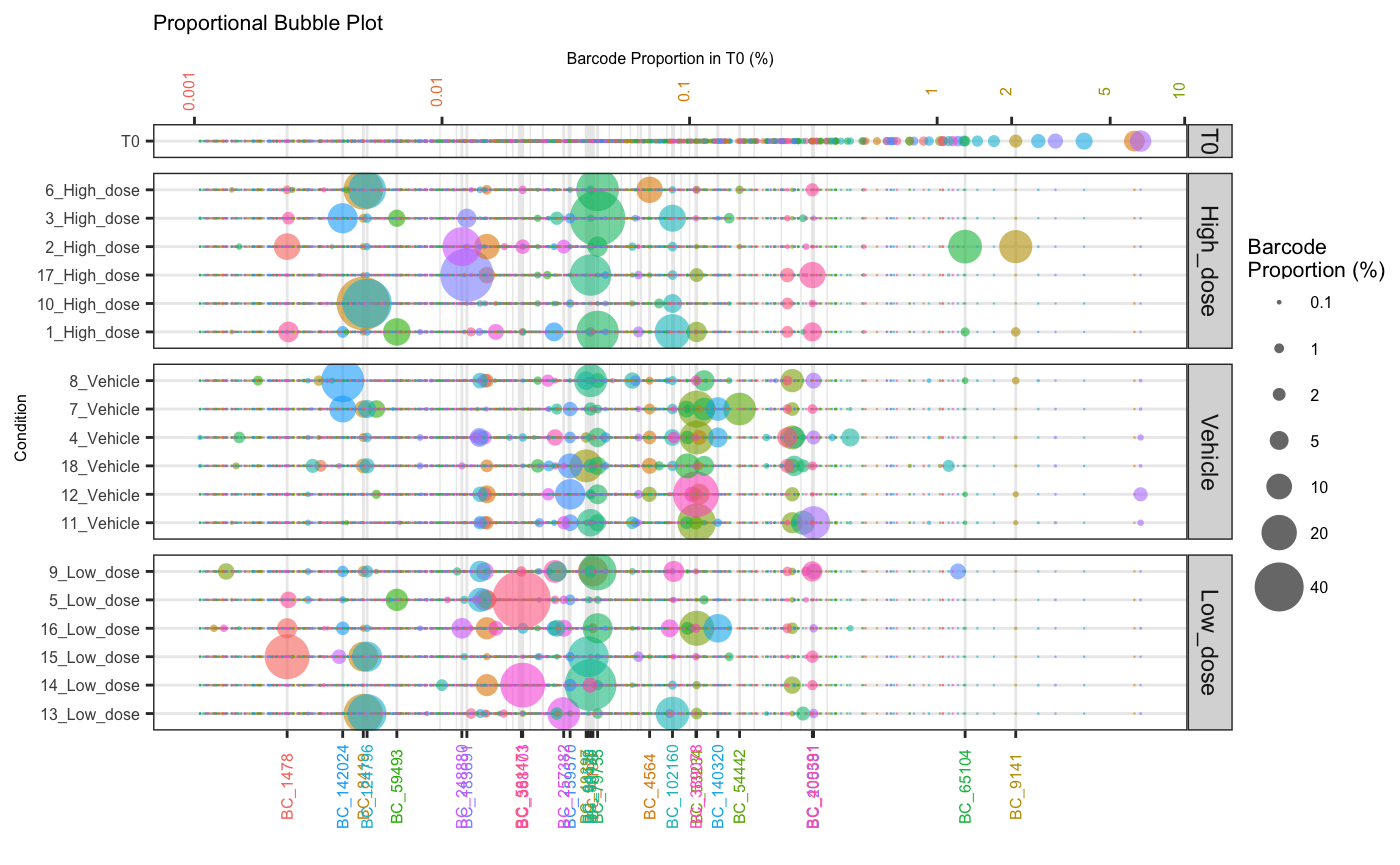 Proportional Bubble Plot
Barcode Proportion in T0 (%)
0.001
0.01
0.1
1
2
5
10
T0
T0
6_High_dose
3_High_dose
2_High_dose
17_High_dose
10_High_dose
1_High_dose
High_dose
8_Vehicle
7_Vehicle
4_Vehicle
18_Vehicle
12_Vehicle
11_Vehicle
Vehicle
9_Low_dose
5_Low_dose
16_Low_dose
15_Low_dose
14_Low_dose
13_Low_dose
Low_dose
Condition
BC_1478
BC_142024
BC_124796
BC_59493
BC_4564
BC_102160
BC_140320
BC_54442
BC_65104
BC_9141
Barcode
Proportion (%)
0.1
1
2
5
10
20
40